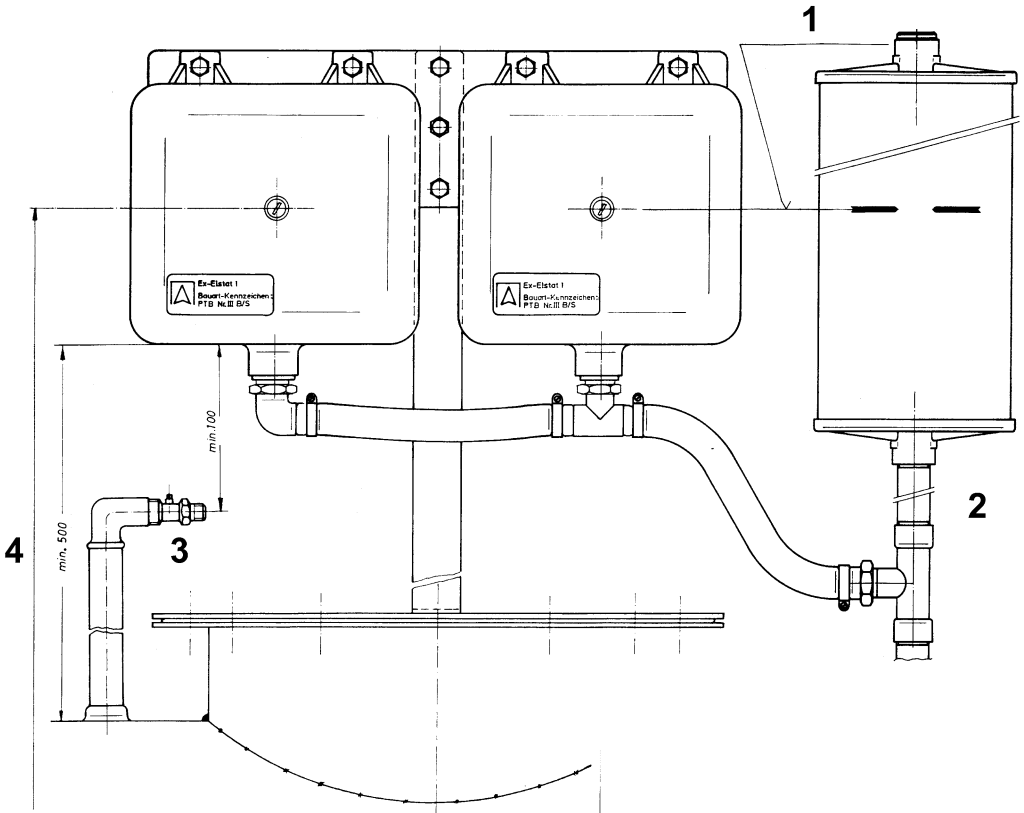 1
Ex-Elstat 1
Bauart-Kennzeichen:
PTB Nr. III B/S
Ex-Elstat 1
Bauart-Kennzeichen:
PTB Nr. III B/S
min. 100
2
3
4
min. 500